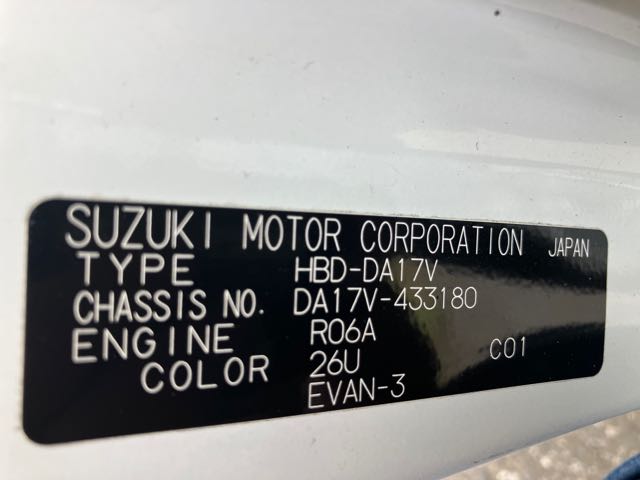 SUZUKI MOTOR CORPORATION JAPAN
TYPE HBD-DA17V
CHASSIS NO. DA17V-433180
ENGINE R06A
COLOR 26U C01
EVAN-3